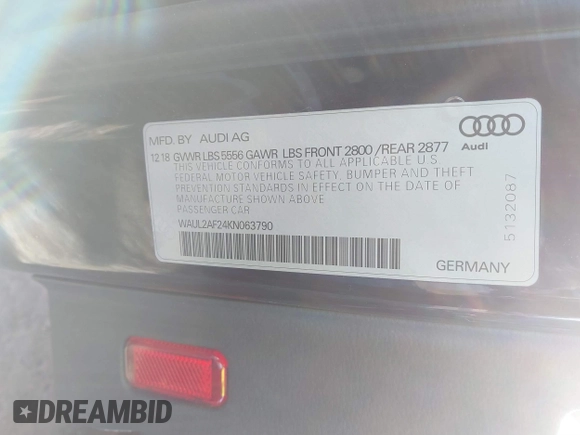 MFD. BY AUDI AG
12 18 GVWR LBS 5556 GAWR LBS FRONT 2800 /REAR 2877
THIS VEHICLE CONFORMS TO ALL APPLICABLE U S
FEDERAL MOTOR VEHICLE SAFETY, BUMPER AND THEFT
PREVENTION STANDARDS IN EFFECT ON THE DATE OF
MANUFACTURE SHOWN ABOVE
PASSENGER CAR
WAUL2AF24KN063790
Audi
5132087
GERMANY
DREAMBID